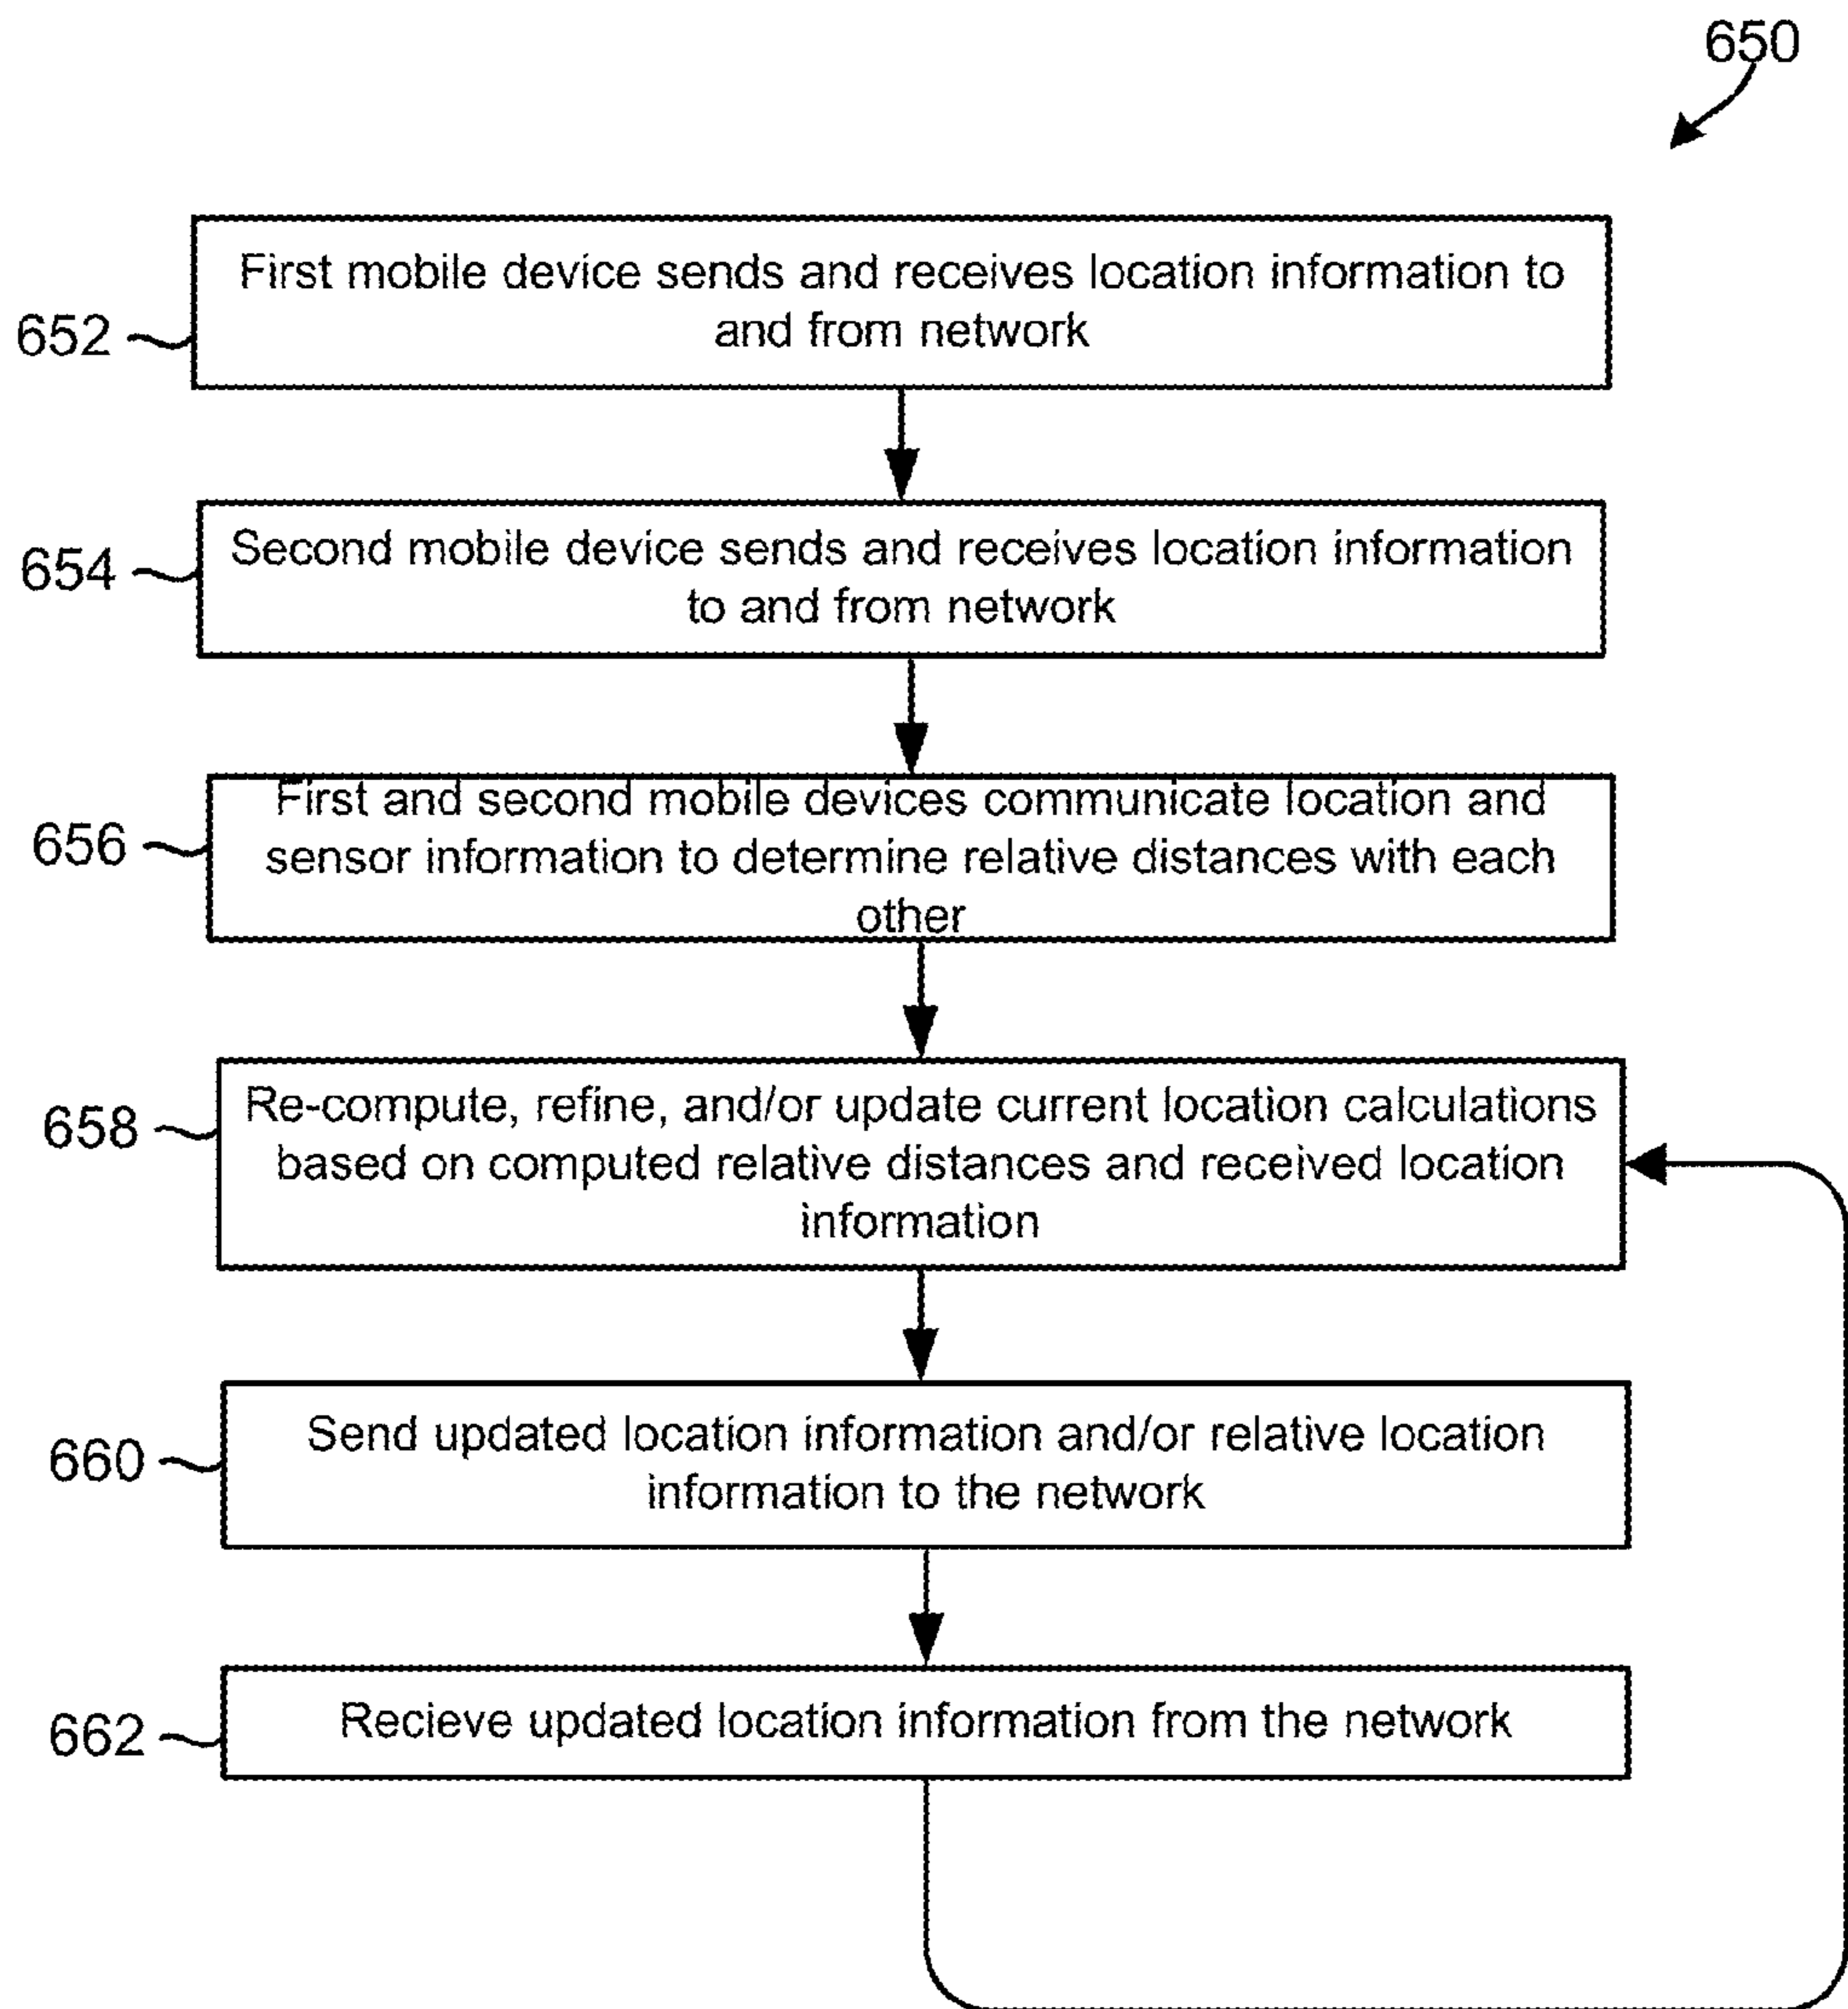 650
First mobile device sends and receives location information to
and from network
652
Second mobile device sends and receives location information
to and from network
654
First and second mobile devices communicate location and
sensor information to determine relative distances with each
other
656
Re-compute, refine, and/or update current location calculations
based on computed relative distances and received location
information
658
Send updated location information and/or relative location
information to the network
660
Recieve updated location information from the network
662